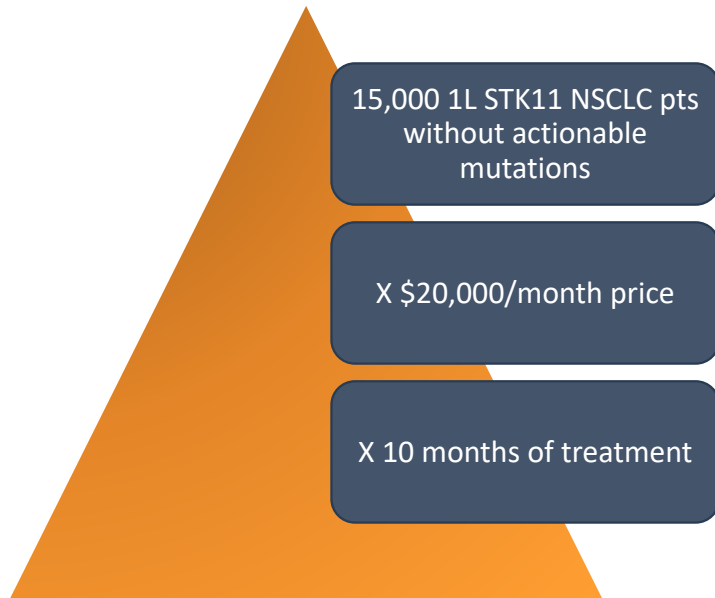 15,000 1L STK11 NSCLC pts
without actionable
mutations
X $20,000/month price
X 10 months of treatment